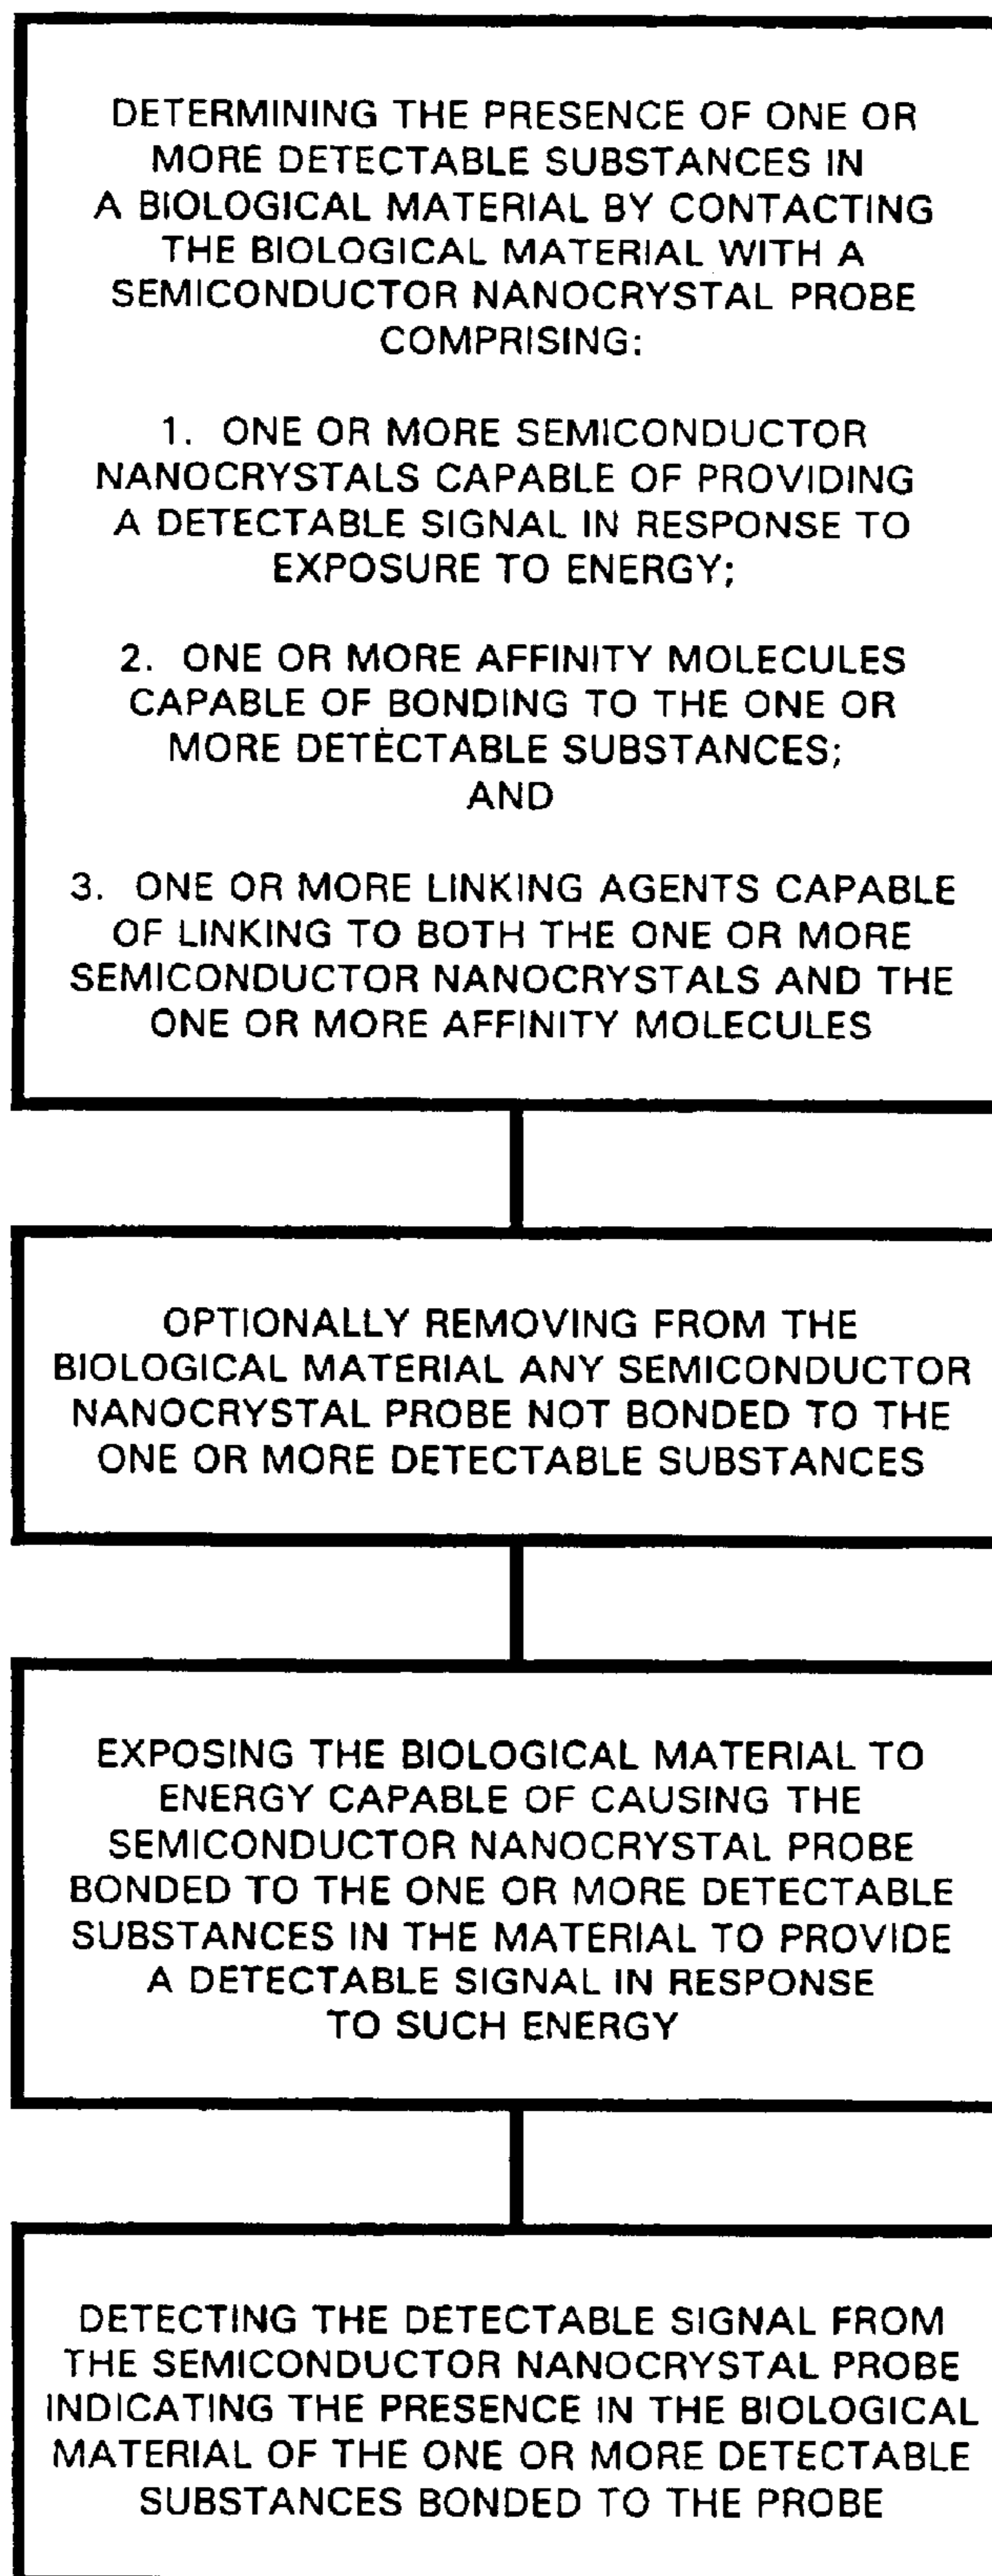 DETERMINING THE PRESENCE OF ONE OR
MORE DETECTABLE SUBSTANCES IN
A BIOLOGICAL MATERIAL BY CONTACTING
THE BIOLOGICAL MATERIAL WITH A
SEMICONDUCTOR NANOCRYSTAL PROBE
COMPRISING:
1. ONE OR MORE SEMICONDUCTOR
NANOCRYSTALS CAPABLE OF PROVIDING
A DETECTABLE SIGNAL IN RESPONSE TO
EXPOSURE TO ENERGY;
2. ONE OR MORE AFFINITY MOLECULES
CAPABLE OF BONDING TO THE ONE OR
MORE DETECTABLE SUBSTANCES;
AND
3. ONE OR MORE LINKING AGENTS CAPABLE
OF LINKING TO BOTH THE ONE OR MORE
SEMICONDUCTOR NANOCRYSTALS AND THE
ONE OR MORE AFFINITY MOLECULES
OPTIONALLY REMOVING FROM THE
BIOLOGICAL MATERIAL ANY SEMICONDUCTOR
NANOCRYSTAL PROBE NOT BONDED TO THE
ONE OR MORE DETECTABLE SUBSTANCES
EXPOSING THE BIOLOGICAL MATERIAL TO
ENERGY CAPABLE OF CAUSING THE
SEMICONDUCTOR NANOCRYSTAL PROBE
BONDED TO THE ONE OR MORE DETECTABLE
SUBSTANCES IN THE MATERIAL TO PROVIDE
A DETECTABLE SIGNAL IN RESPONSE
TO SUCH ENERGY
DETECTING THE DETECTABLE SIGNAL FROM
THE SEMICONDUCTOR NANOCRYSTAL PROBE
INDICATING THE PRESENCE IN THE BIOLOGICAL
MATERIAL OF THE ONE OR MORE DETECTABLE
SUBSTANCES BONDED TO THE PROBE